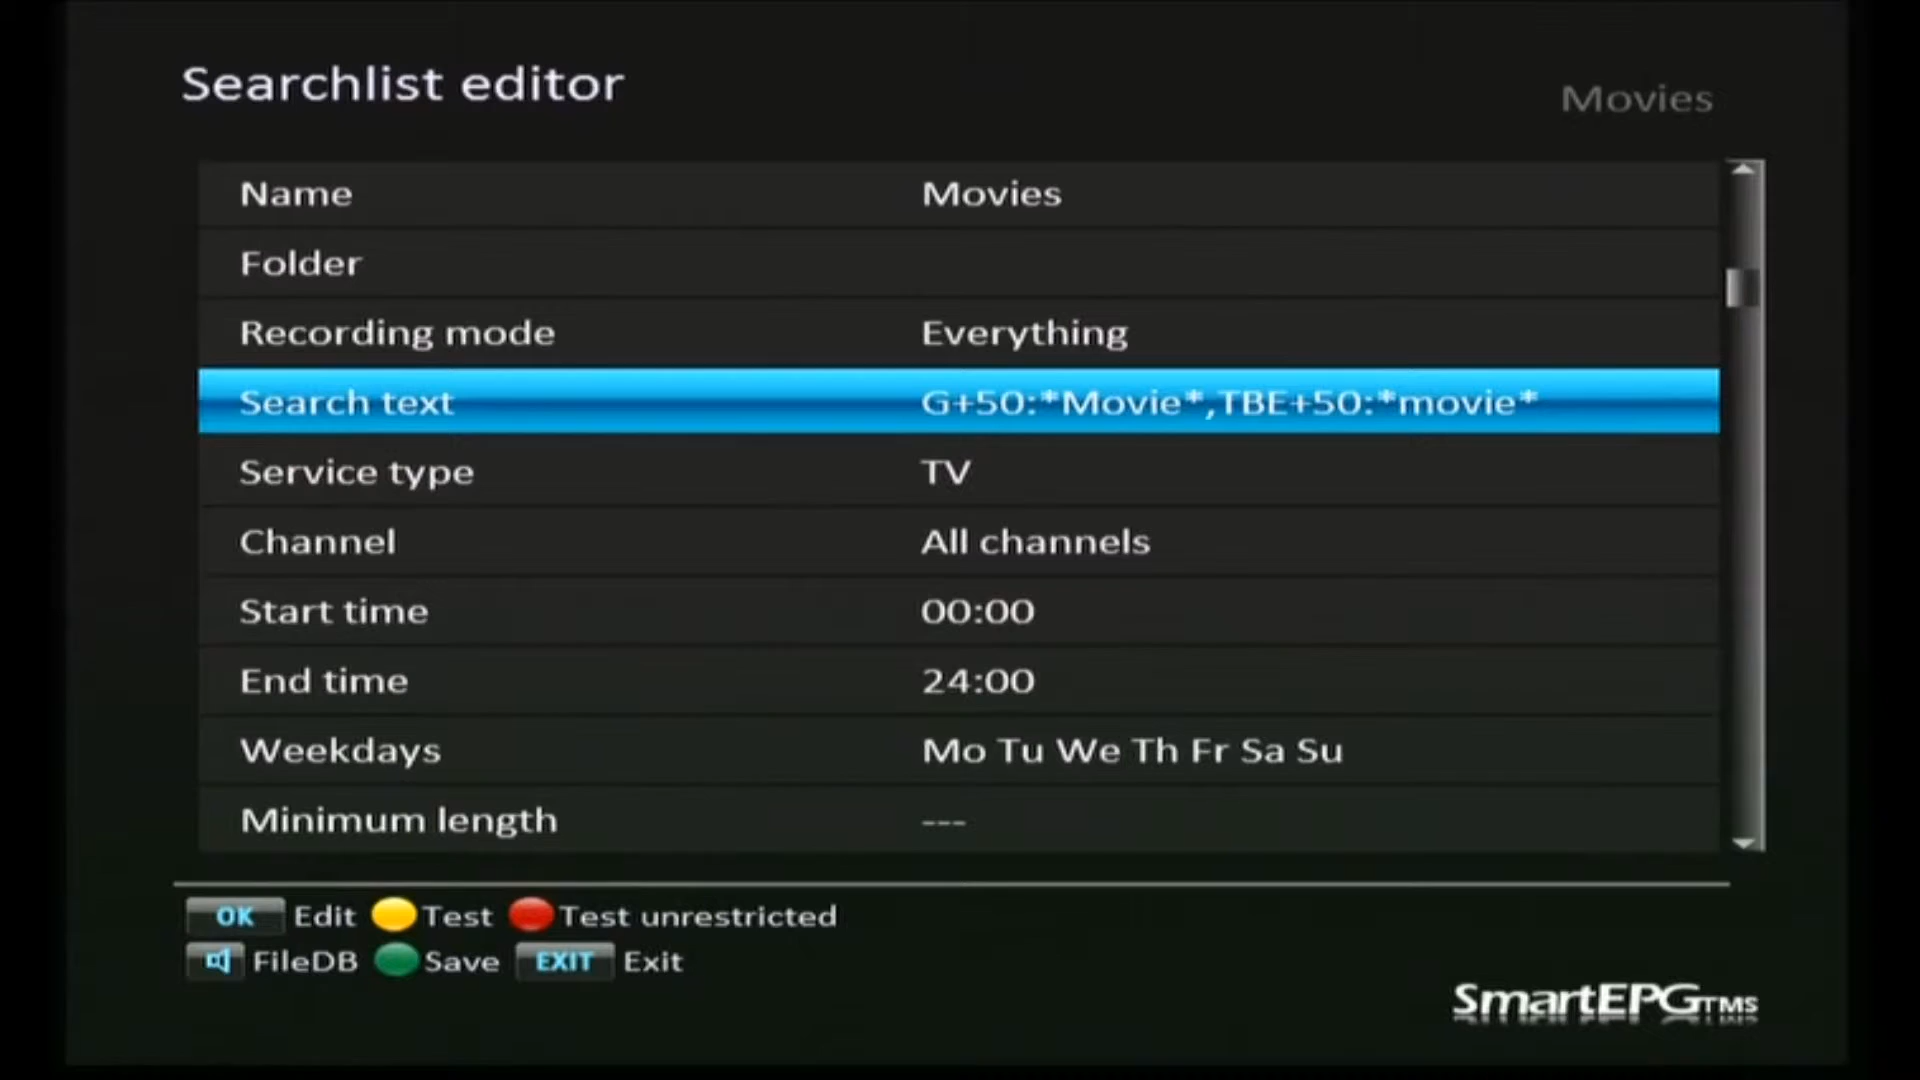 Searchlist editor
Movies
Name Movies
Folder
Recording mode Everything
Search text G+50:*Movie*,TBE+50:*movie*
Service type TV
Channel All channels
Start time 00:00
End time 24:00
Weekdays Mo Tu We Th Fr Sa Su
Minimum length ---
OK Edit Test Test unrestricted
FileDB Save EXIT Exit
SmartEPG TMS